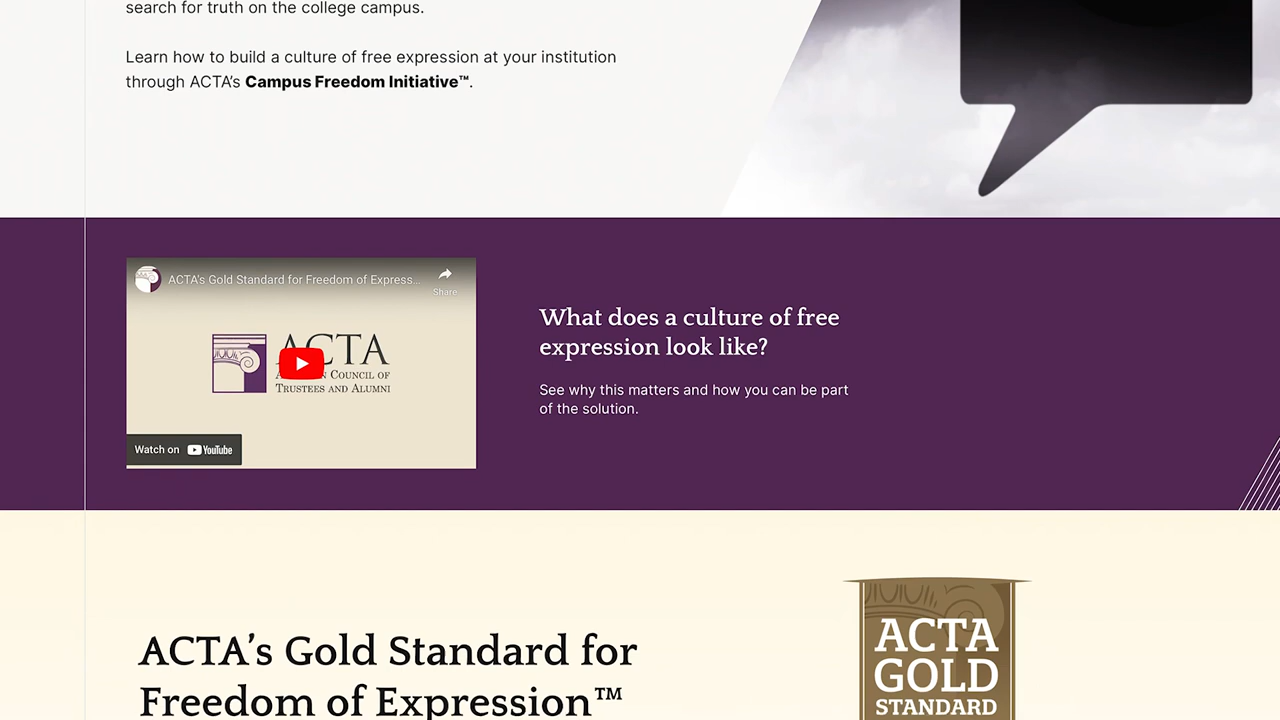 search for truth on the college campus.
Learn how to build a culture of free expression at your institution
through ACTA's Campus Freedom Initiative™.
ACTA's Gold Standard for Freedom of Express...
Share
ACTA
COUNCIL OF
TRUSTEES AND ALUMNI
Watch on YouTube
What does a culture of free
expression look like?
See why this matters and how you can be part
of the solution.
ACTA's Gold Standard for
Freedom of Expression™
ACTA
GOLD
STANDARD